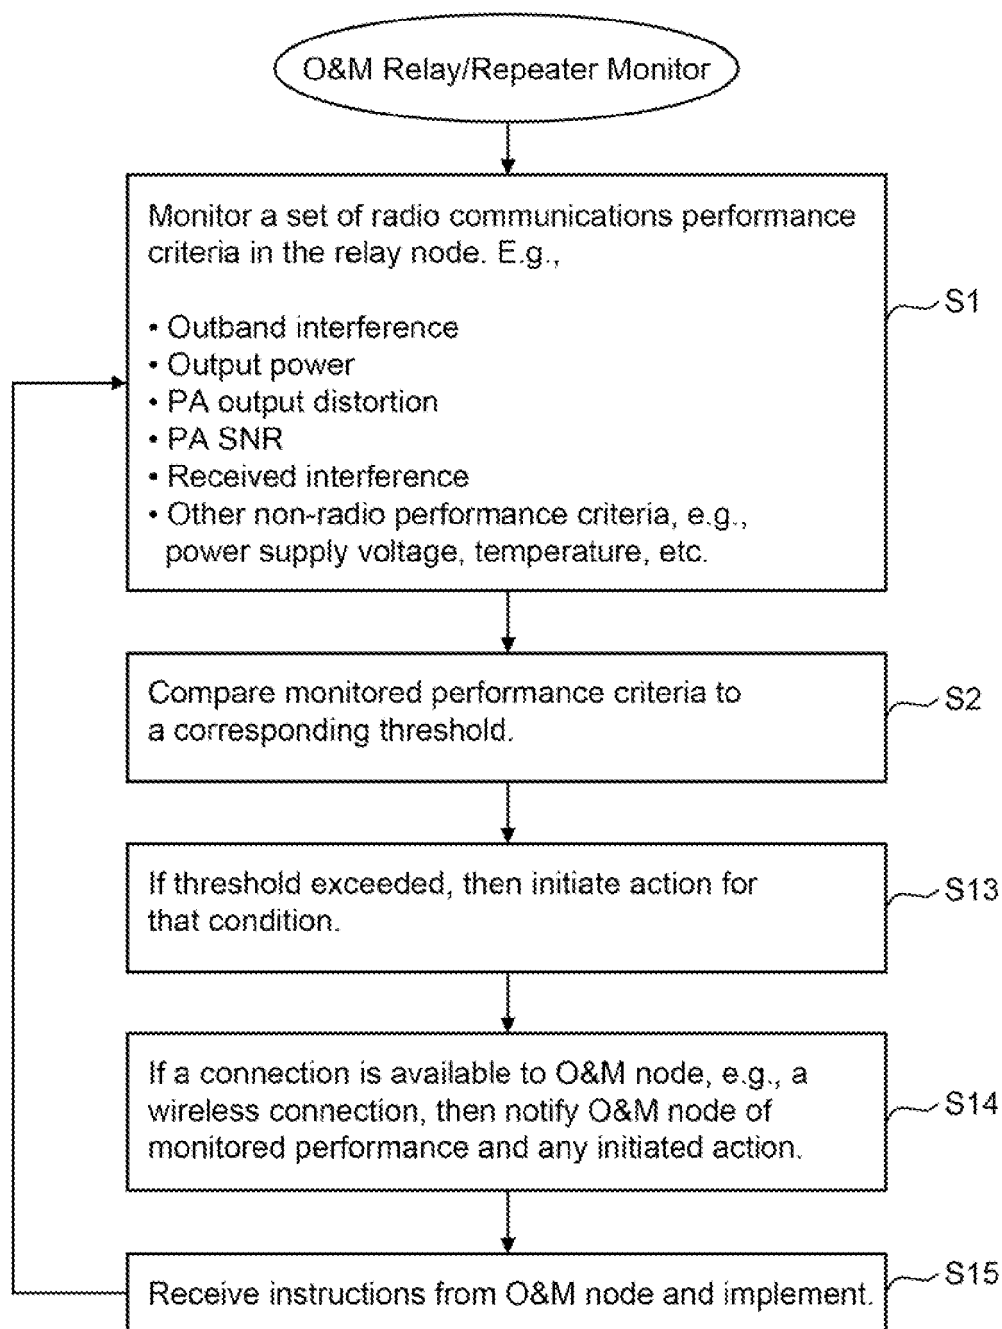 O&M Relay/Repeater Monitor
Monitor a set of radio communications performance
criteria in the relay node. E.g.,
• Outband interference
• Output power
• PA output distortion
• PA SNR
• Received interference
• Other non-radio performance criteria, e.g.,
power supply voltage, temperature, etc.
S1
Compare monitored performance criteria to
a corresponding threshold.
S2
If threshold exceeded, then initiate action for
that condition.
S13
If a connection is available to O&M node, e.g., a
wireless connection, then notify O&M node of
monitored performance and any initiated action.
S14
Receive instructions from O&M node and implement.
S15